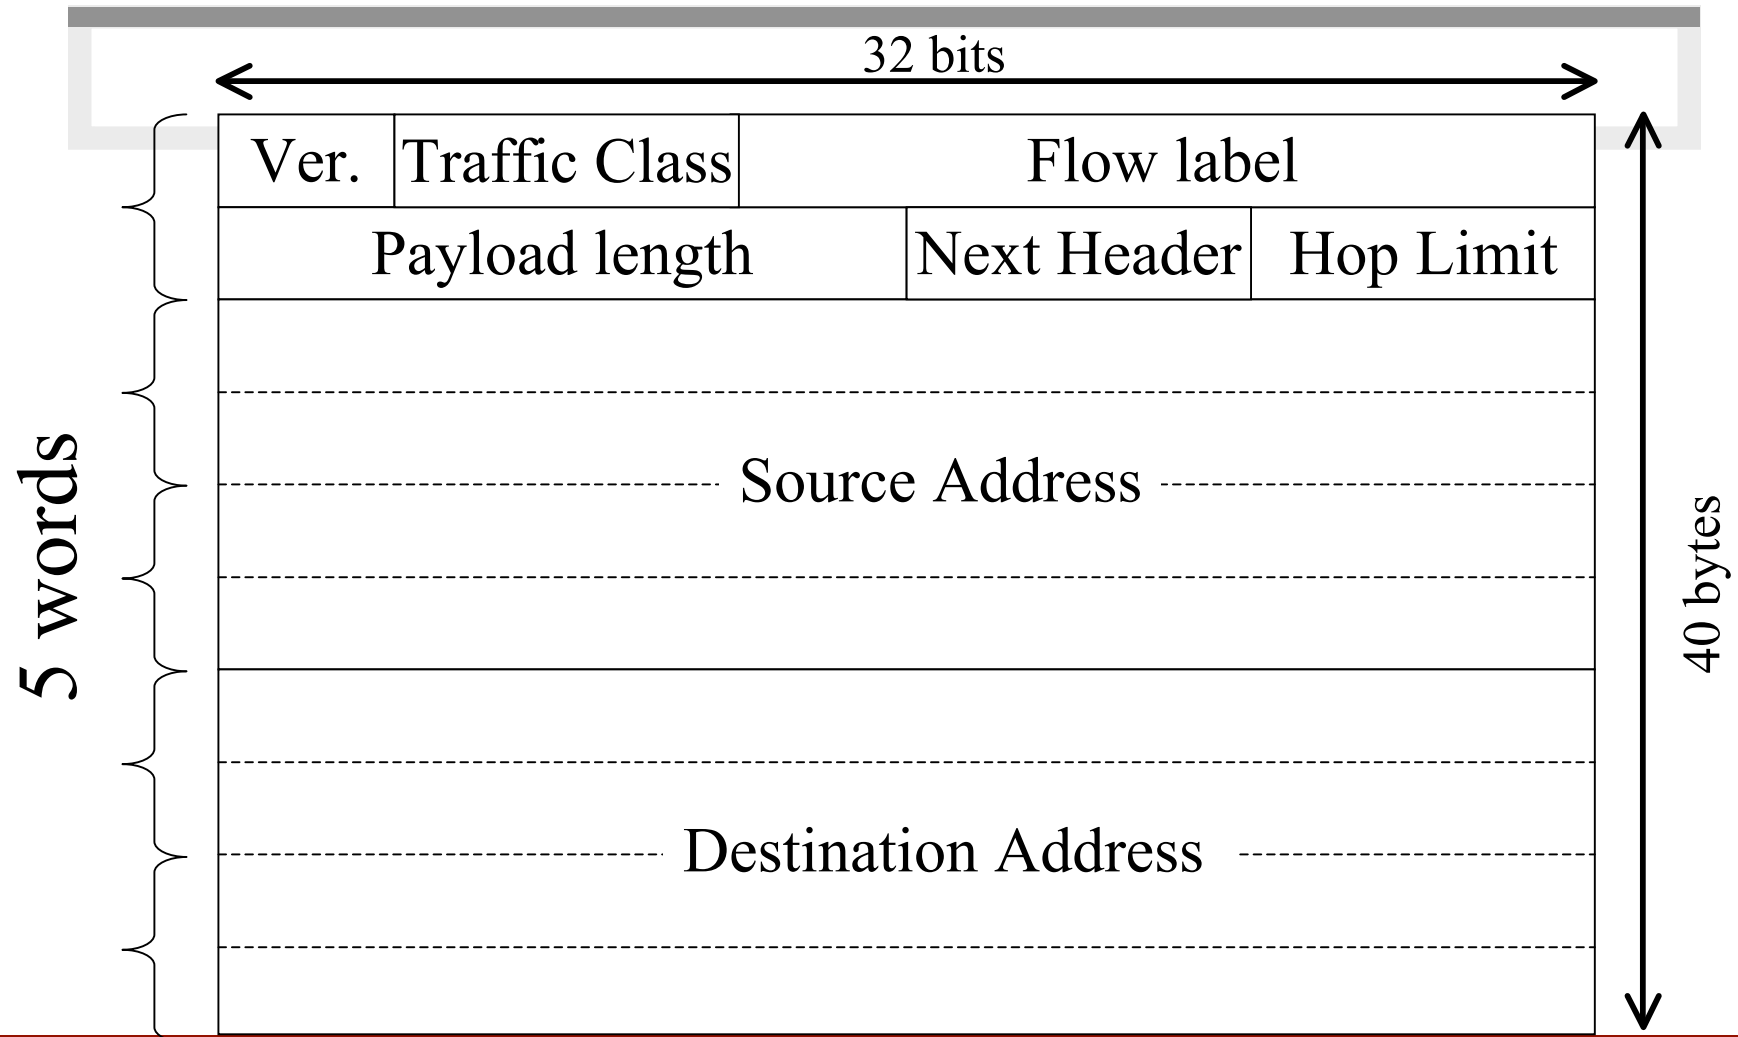 32 bits
Ver. Traffic Class Flow label
Payload length Next Header Hop Limit
Source Address
Destination Address
5 words
40 bytes